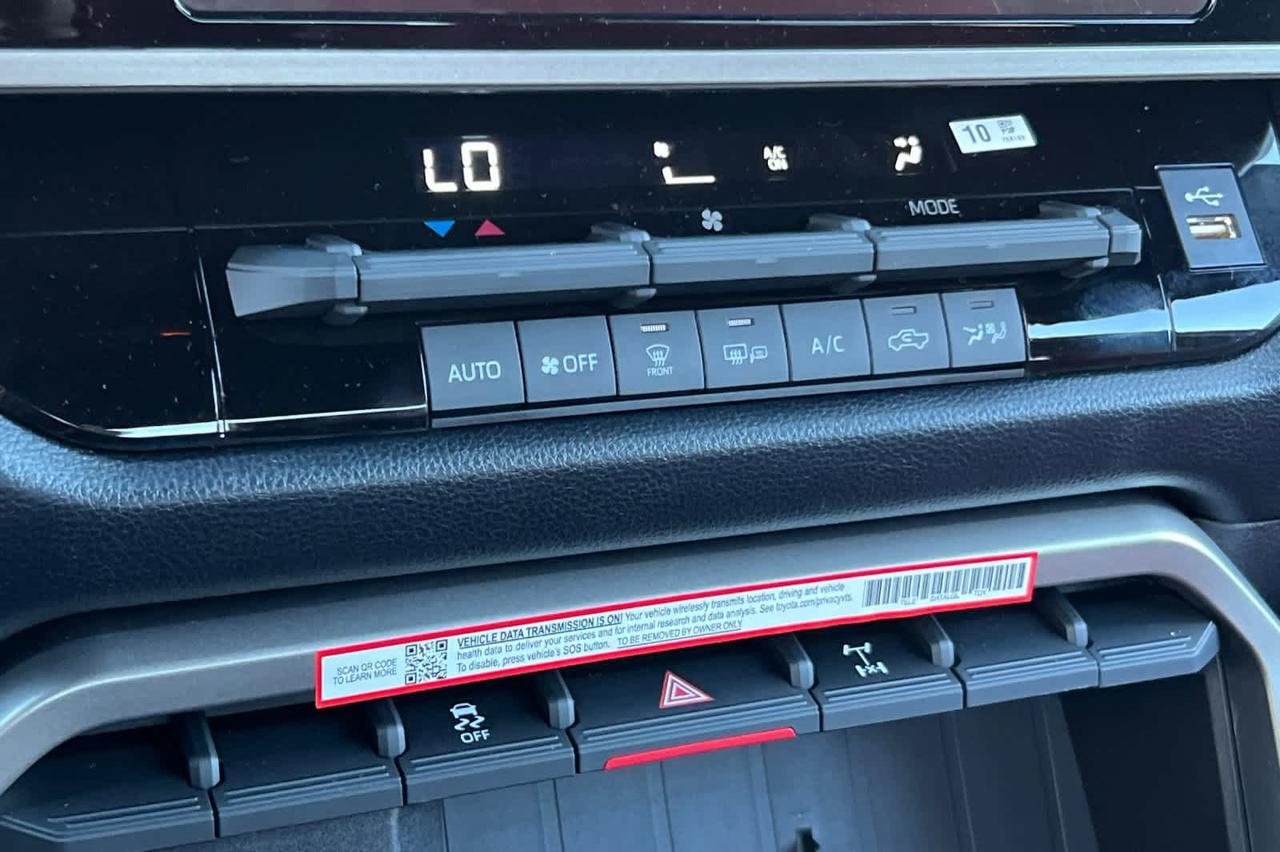 LO
A/C
ON
10
MODE
AUTO
OFF
FRONT
A/C
SCAN QR CODE
TO LEARN MORE
VEHICLE DATA TRANSMISSION IS ON! Your vehicle wirelessly transmits location, driving and vehicle
health data to deliver your services and for internal research and data analysis. See toyota.com/privacyvts.
To disable, press vehicle's SOS button. TO BE REMOVED BY OWNER ONLY
OFF